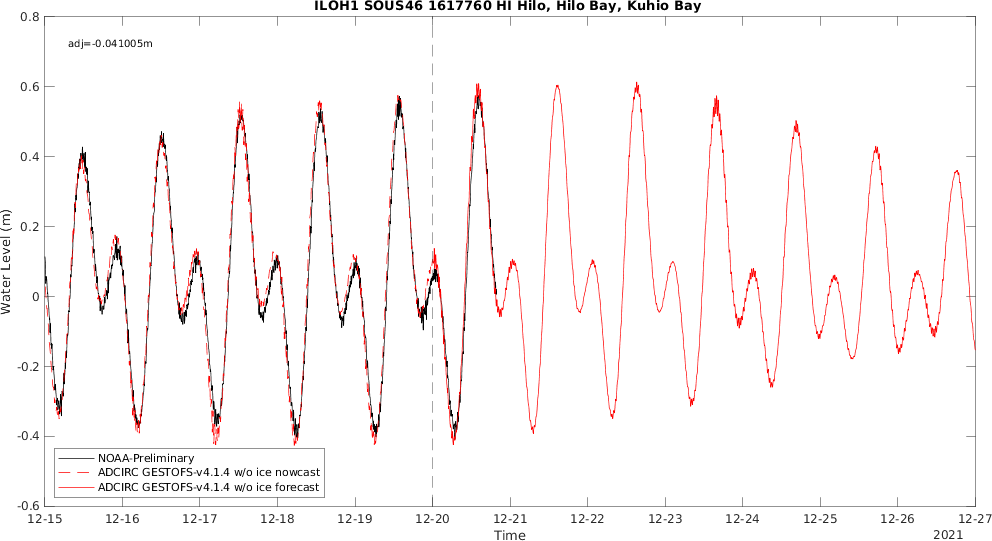 ILOH1 SOUS46 1617760 HI Hilo, Hilo Bay, Kuhio Bay
adj=-0.041005m
0.8
0.6
0.4
0.2
0
-0.2
-0.4
-0.6
Water Level (m)
NOAA-Preliminary
ADCIRC GESTOFS-v4.1.4 w/o ice nowcast
ADCIRC GESTOFS-v4.1.4 w/o ice forecast
12-15 12-16 12-17 12-18 12-19 12-20 12-21 12-22 12-23 12-24 12-25 12-26 12-27
Time
2021